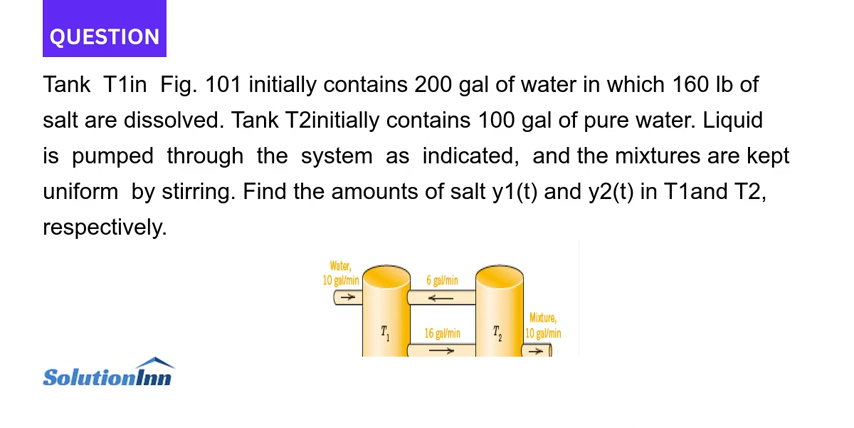 QUESTION
Tank T1in Fig. 101 initially contains 200 gal of water in which 160 lb of
salt are dissolved. Tank T2initially contains 100 gal of pure water. Liquid
is pumped through the system as indicated, and the mixtures are kept
uniform by stirring. Find the amounts of salt y1(t) and y2(t) in T1and T2,
respectively.
Water,
10 gal/min
6 gal/min
Mixture,
10 gal/min
T1
16 gal/min
T2
SolutionInn